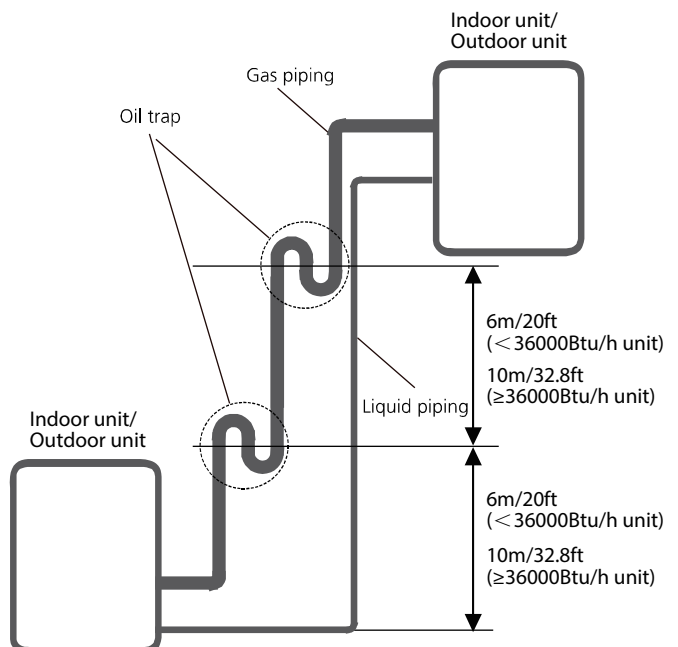 Indoor unit/
Outdoor unit
Gas piping
Oil trap
6m/20ft
(＜36000Btu/h unit)
10m/32.8ft
(≥36000Btu/h unit)
Liquid piping
Indoor unit/
Outdoor unit
6m/20ft
(＜36000Btu/h unit)
10m/32.8ft
(≥36000Btu/h unit)